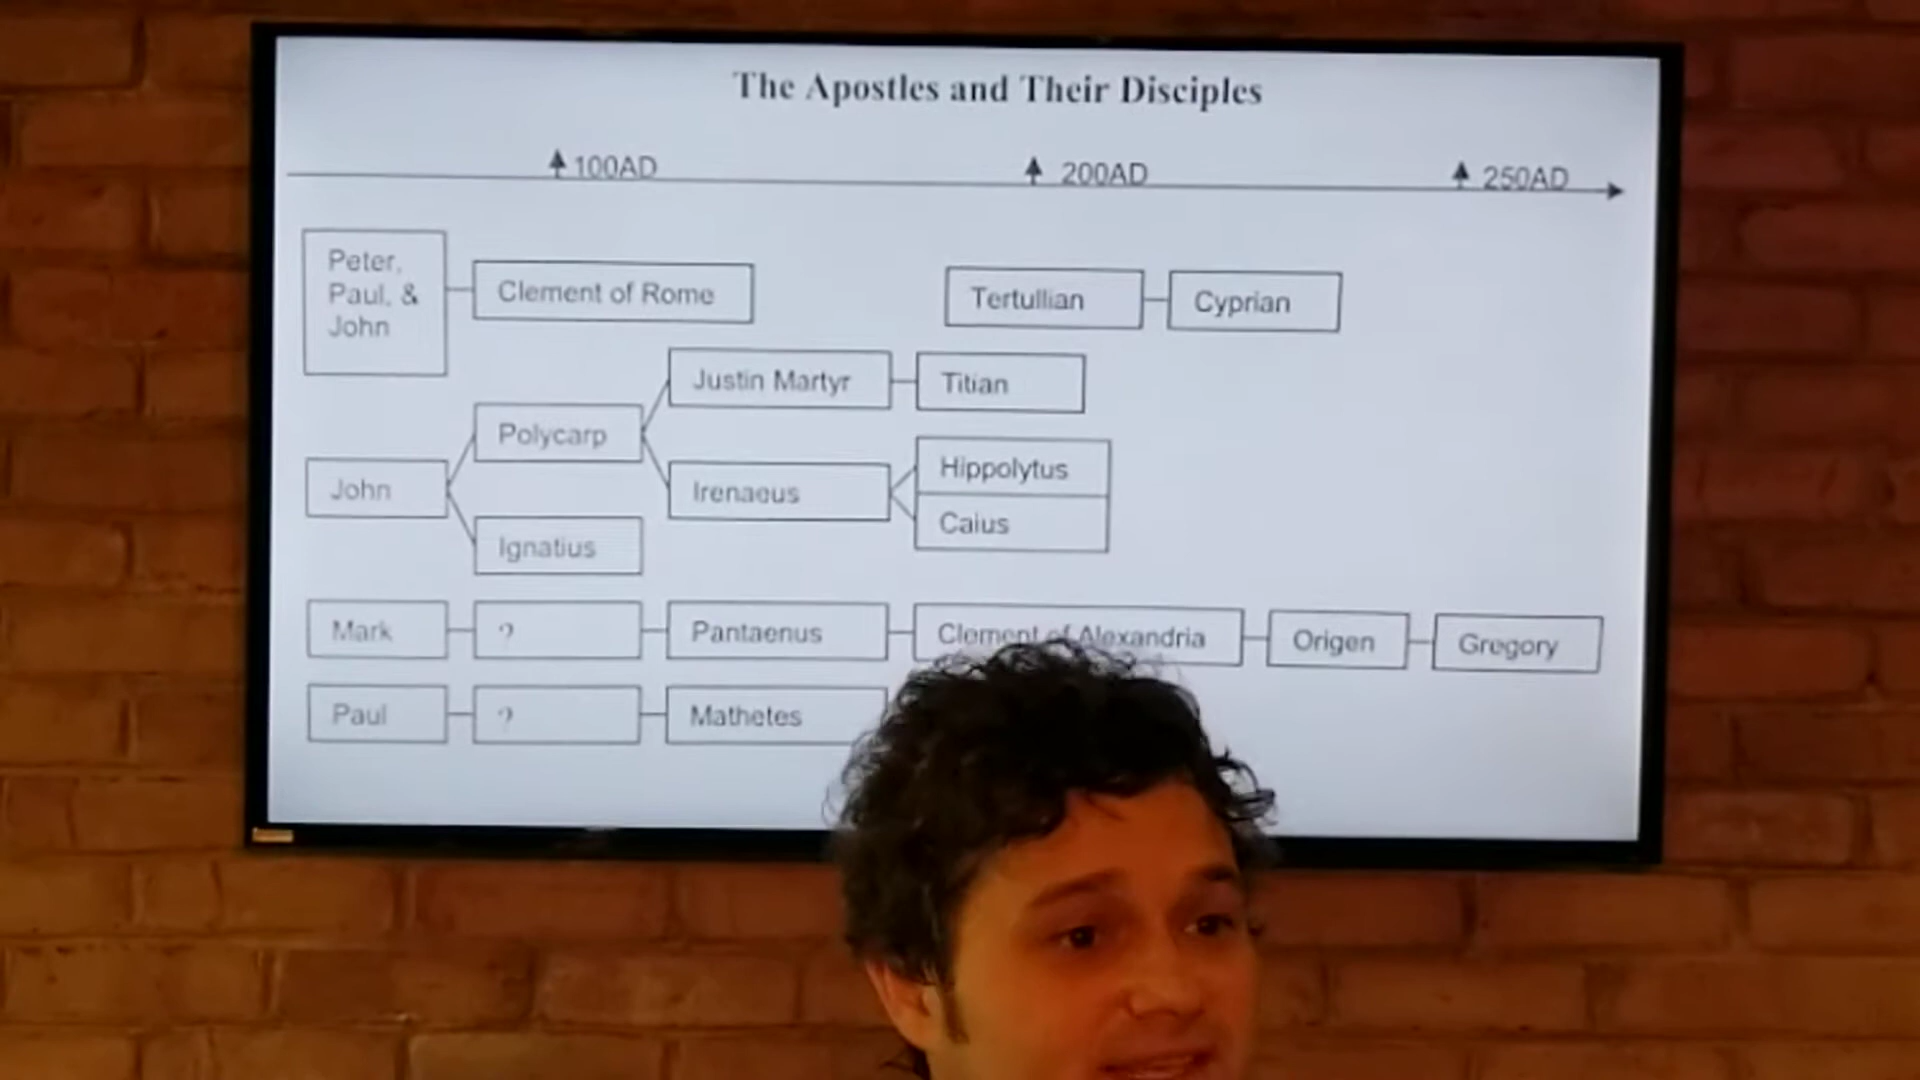 The Apostles and Their Disciples
100AD
200AD
250AD
Peter,
Paul, &
John
Clement of Rome
Tertullian
Cyprian
Justin Martyr
Titian
Polycarp
Hippolytus
John
Irenaeus
Caius
Ignatius
Mark
?
Pantaenus
Clement of Alexandria
Origen
Gregory
Paul
?
Mathetes